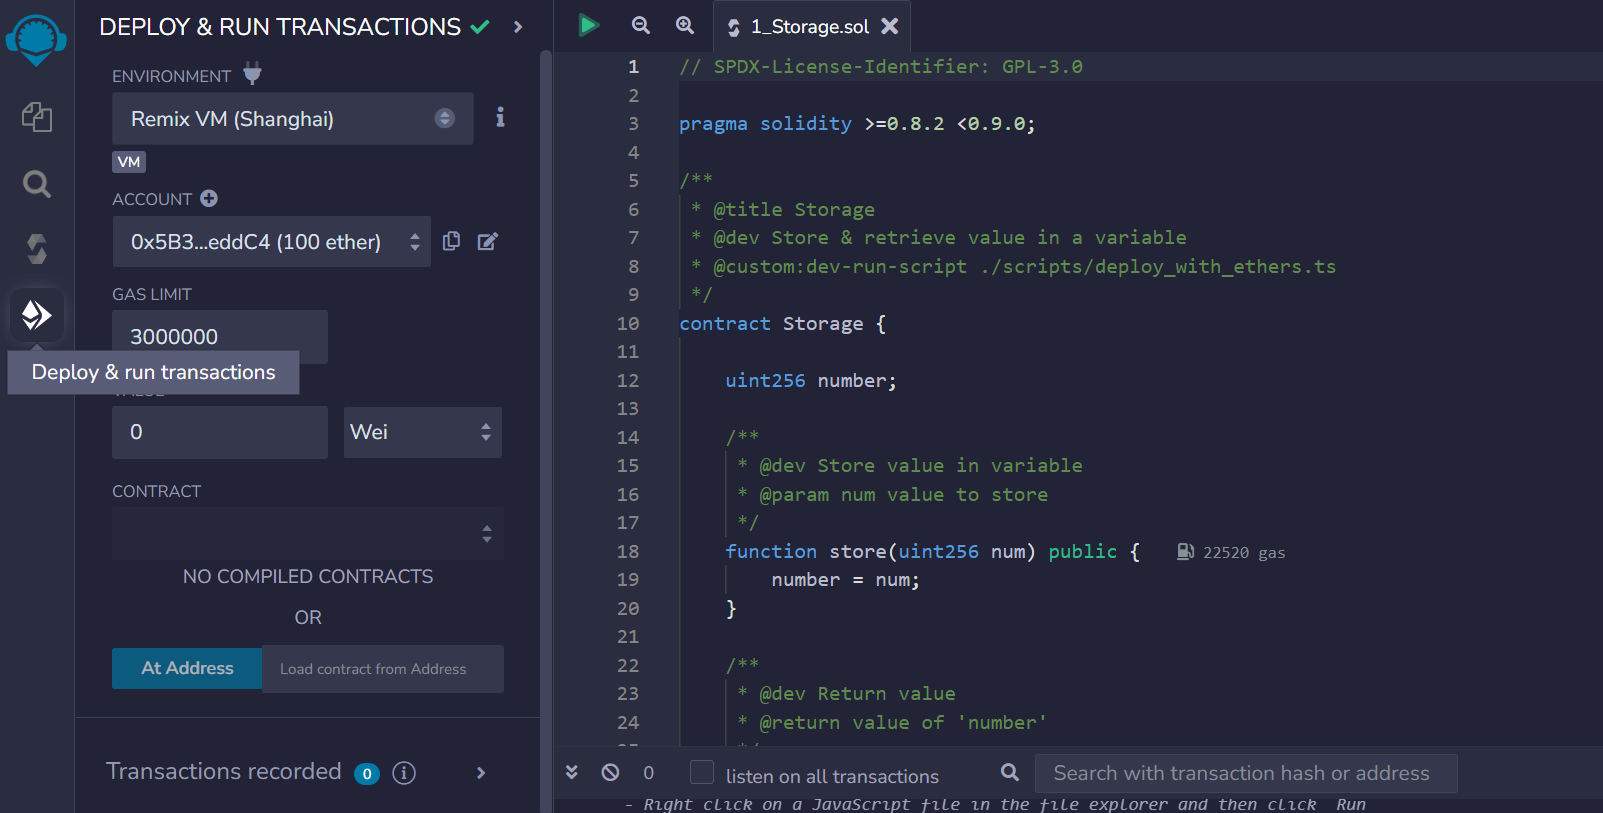 DEPLOY & RUN TRANSACTIONS
ENVIRONMENT
Remix VM (Shanghai)
VM
ACCOUNT
0x5B3...eddC4 (100 ether)
GAS LIMIT
3000000
Deploy & run transactions
0
Wei
CONTRACT
NO COMPILED CONTRACTS
OR
At Address
Load contract from Address
Transactions recorded 0 i
1_Storage.sol
1 // SPDX-License-Identifier: GPL-3.0
2
3 pragma solidity >=0.8.2 <0.9.0;
4
5 /**
6 * @title Storage
7 * @dev Store & retrieve value in a variable
8 * @custom:dev-run-script ./scripts/deploy_with_ethers.ts
9 */
10 contract Storage {
11
12 uint256 number;
13
14 /**
15 * @dev Store value in variable
16 * @param num value to store
17 */
18 function store(uint256 num) public { 22520 gas
19 number = num;
20 }
21
22 /**
23 * @dev Return value
24 * @return value of 'number'
0
listen on all transactions
Search with transaction hash or address
- Right click on a JavaScript file in the file explorer and then click Run